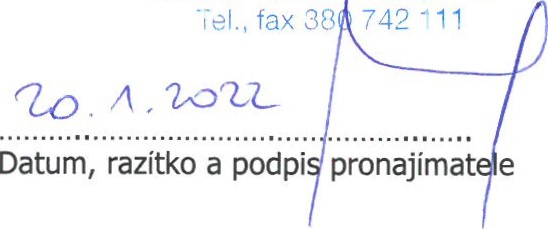 Tel., fax 380 742 111
20.1.2022
Datum, razítko a podpis pronajímatele